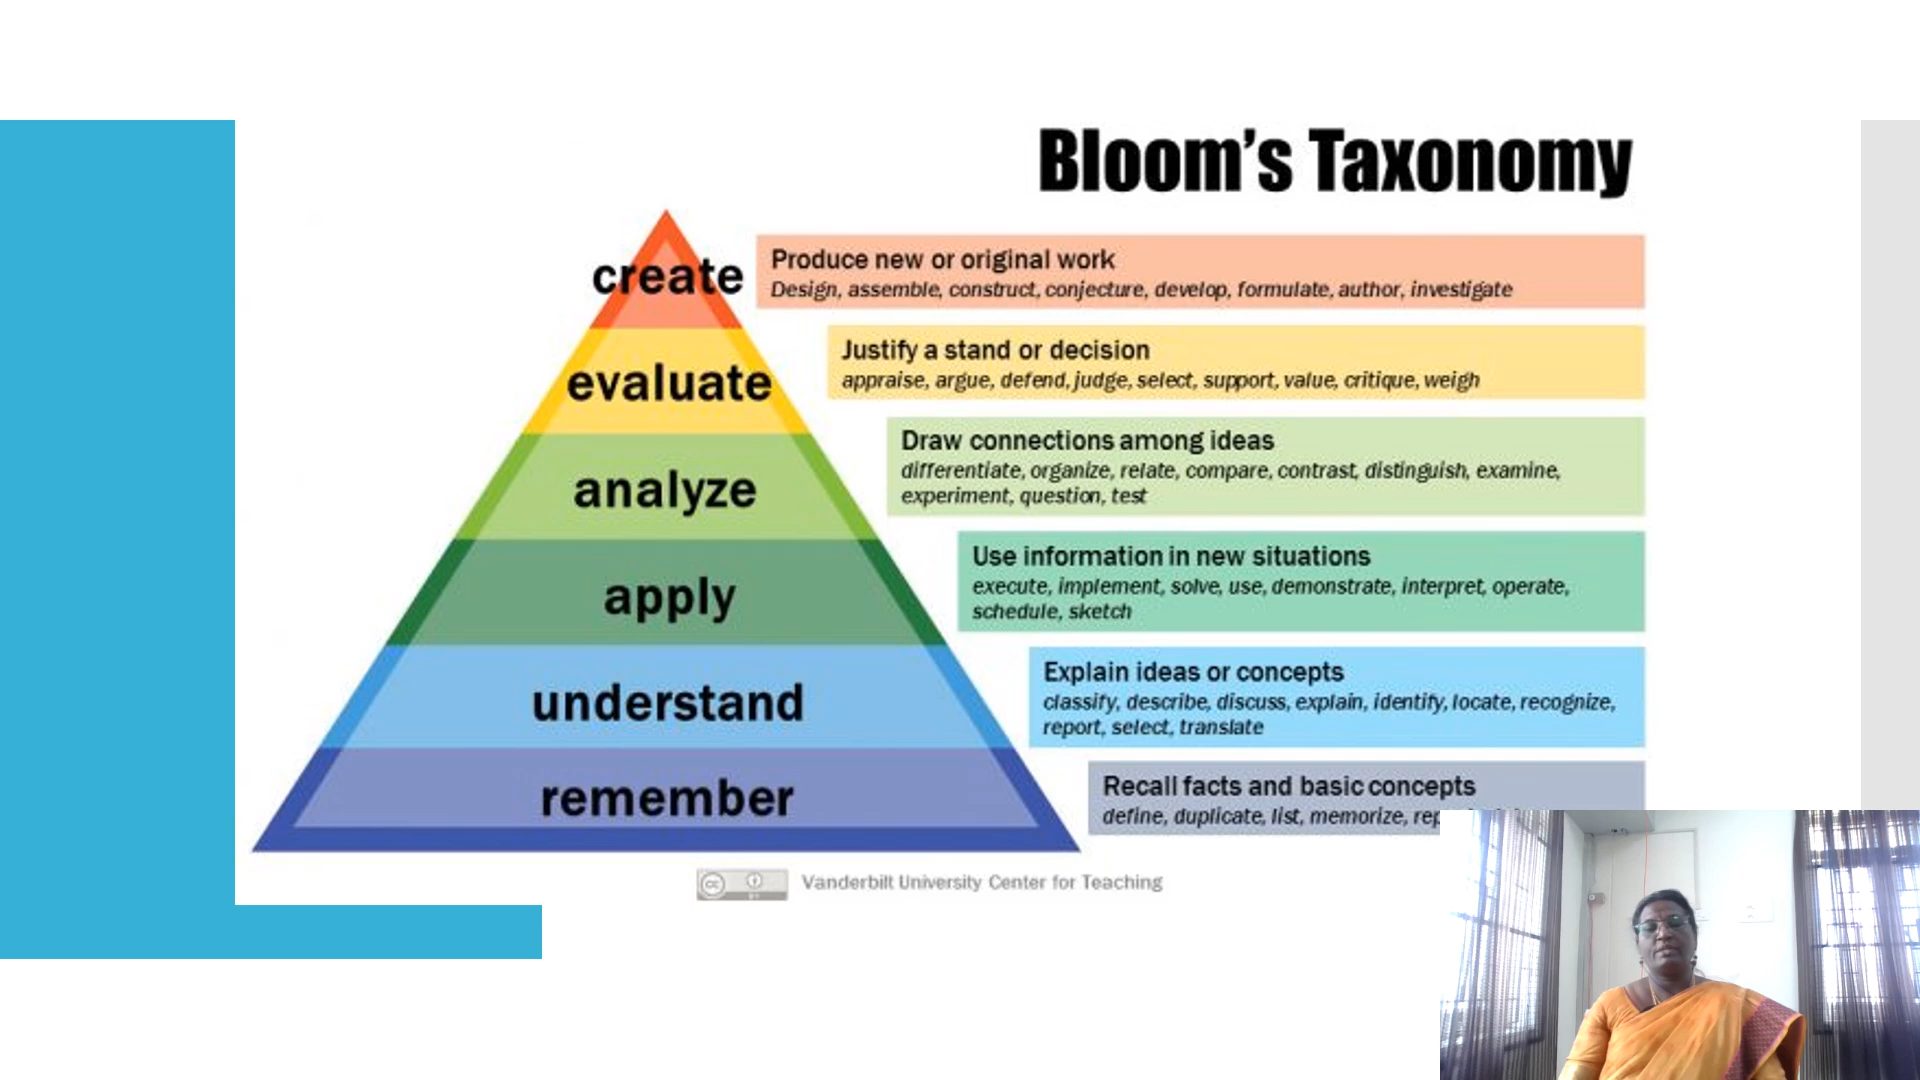 Bloom's Taxonomy
create
Produce new or original work
Design, assemble, construct, conjecture, develop, formulate, author, investigate
evaluate
Justify a stand or decision
appraise, argue, defend, judge, select, support, value, critique, weigh
analyze
Draw connections among ideas
differentiate, organize, relate, compare, contrast, distinguish, examine,
experiment, question, test
apply
Use information in new situations
execute, implement, solve, use, demonstrate, interpret, operate,
schedule, sketch
understand
Explain ideas or concepts
classify, describe, discuss, explain, identify, locate, recognize,
report, select, translate
remember
Recall facts and basic concepts
define, duplicate, list, memorize,
cc
Vanderbilt University Center for Teaching